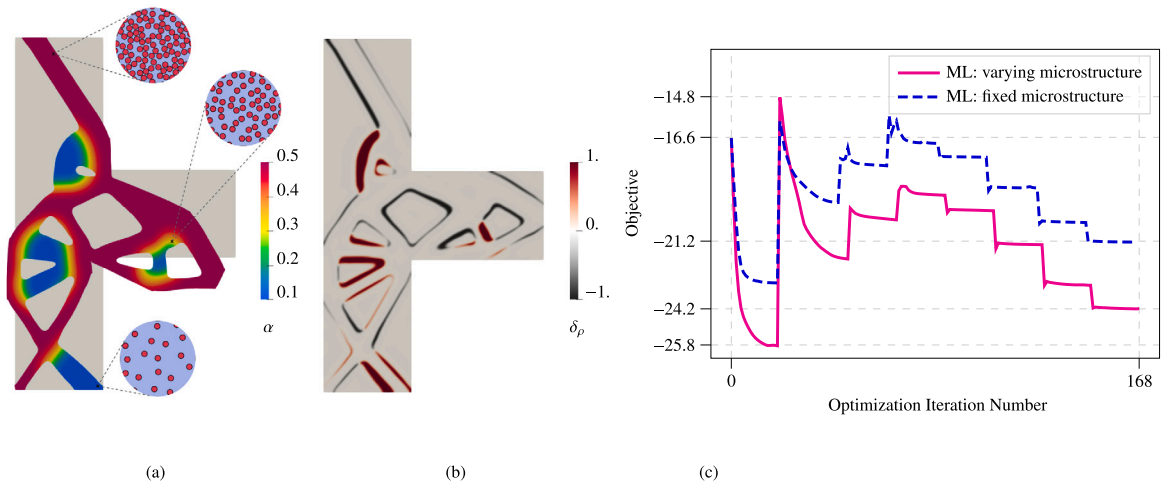 0.5
0.4
0.3
0.2
0.1
α
1.
0.
−1.
δρ
ML: varying microstructure
ML: fixed microstructure
−14.8
−16.6
−21.2
−24.2
−25.8
Objective
0
168
Optimization Iteration Number
(a)
(b)
(c)